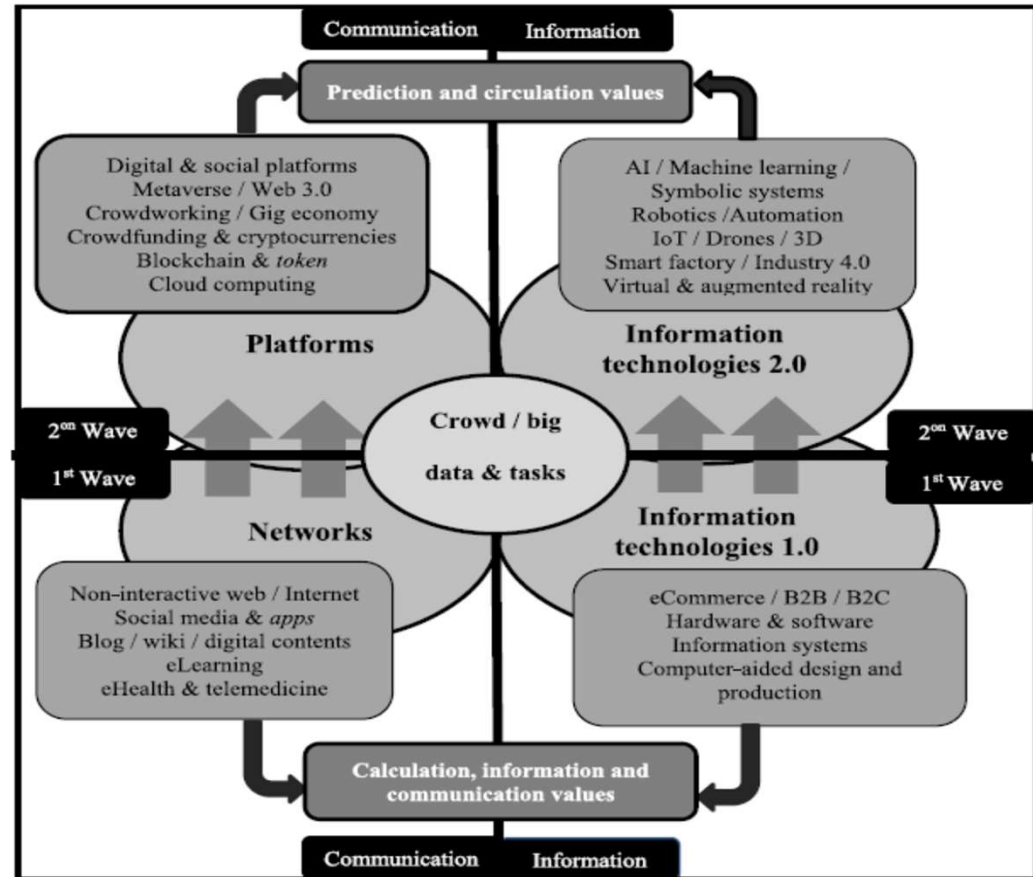 Communication Information
Prediction and circulation values
Digital & social platforms
Metaverse / Web 3.0
Crowdworking / Gig economy
Crowdfunding & cryptocurrencies
Blockchain & token
Cloud computing
AI / Machine learning /
Symbolic systems
Robotics /Automation
IoT / Drones / 3D
Smart factory / Industry 4.0
Virtual & augmented reality
Platforms
Information
technologies 2.0
Crowd / big
data & tasks
2on Wave
1st Wave
2on Wave
1st Wave
Networks
Information
technologies 1.0
Non-interactive web / Internet
Social media & apps
Blog / wiki / digital contents
eLearning
eHealth & telemedicine
eCommerce / B2B / B2C
Hardware & software
Information systems
Computer-aided design and
production
Calculation, information and
communication values
Communication Information